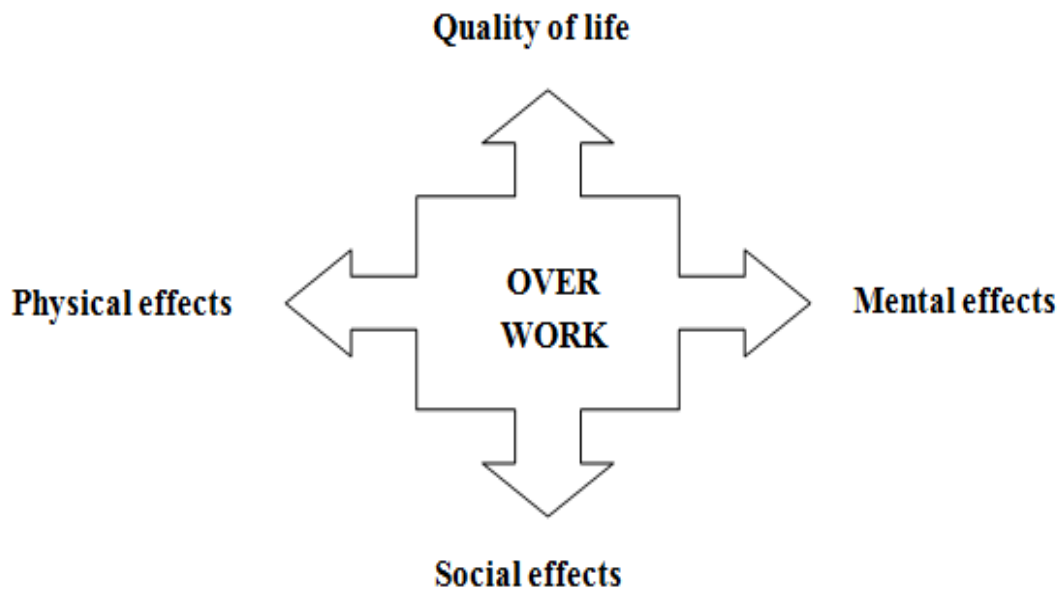 Quality of life
Physical effects
OVER
WORK
Mental effects
Social effects